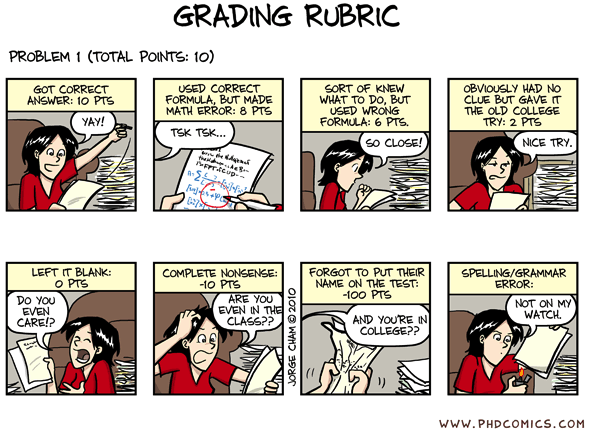 GRADING RUBRIC
PROBLEM 1 (TOTAL POINTS: 10)
GOT CORRECT
ANSWER: 10 PTS
YAY!
USED CORRECT
FORMULA, BUT MADE
MATH ERROR: 8 PTS
TSK TSK...
SORT OF KNEW
WHAT TO DO, BUT
USED WRONG
FORMULA: 6 PTS.
SO CLOSE!
OBVIOUSLY HAD NO
CLUE BUT GAVE IT
THE OLD COLLEGE
TRY: 2 PTS
NICE TRY.
LEFT IT BLANK:
0 PTS
DO YOU
EVEN
CARE!?
COMPLETE NONSENSE:
-10 PTS
ARE YOU
EVEN IN THE
CLASS??
JORGE CHAM © 2010
FORGOT TO PUT THEIR
NAME ON THE TEST:
-100 PTS
AND YOU'RE IN
COLLEGE??
SPELLING/GRAMMAR
ERROR:
NOT ON MY
WATCH.
WWW.PHDCOMICS.COM